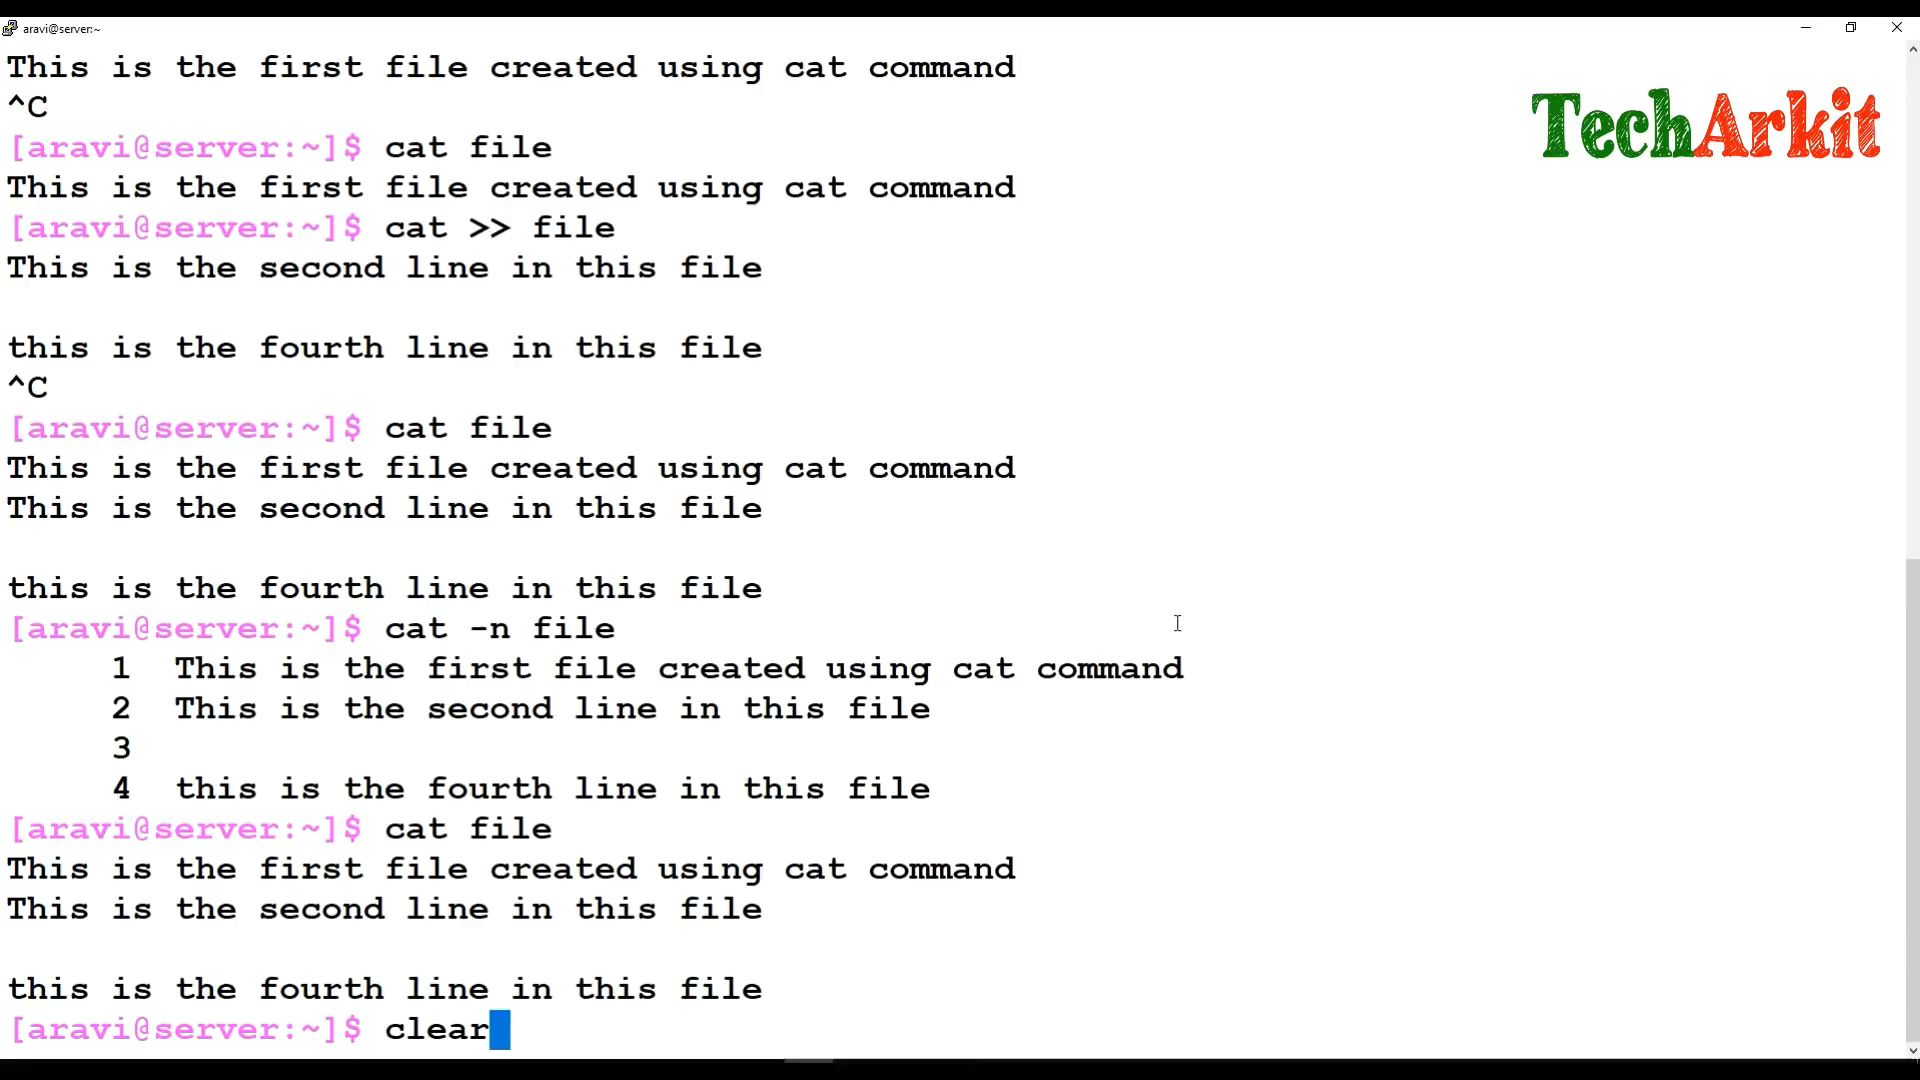 aravi@server:~
This is the first file created using cat command
^C
TechArkit
[aravi@server:~]$ cat file
This is the first file created using cat command
[aravi@server:~]$ cat >> file
This is the second line in this file

this is the fourth line in this file
^C
[aravi@server:~]$ cat file
This is the first file created using cat command
This is the second line in this file

this is the fourth line in this file
[aravi@server:~]$ cat -n file
     1  This is the first file created using cat command
     2  This is the second line in this file
     3
     4  this is the fourth line in this file
[aravi@server:~]$ cat file
This is the first file created using cat command
This is the second line in this file

this is the fourth line in this file
[aravi@server:~]$ clear